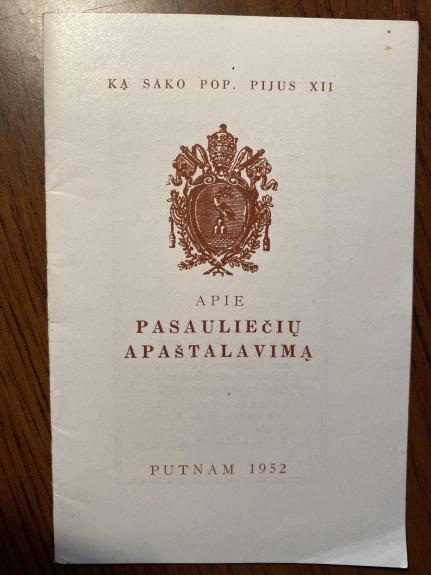 KĄ SAKO POP. PIJUS XII
APIE
PASAULIEČIŲ
APAŠTALAVIMĄ
PUTNAM 1952